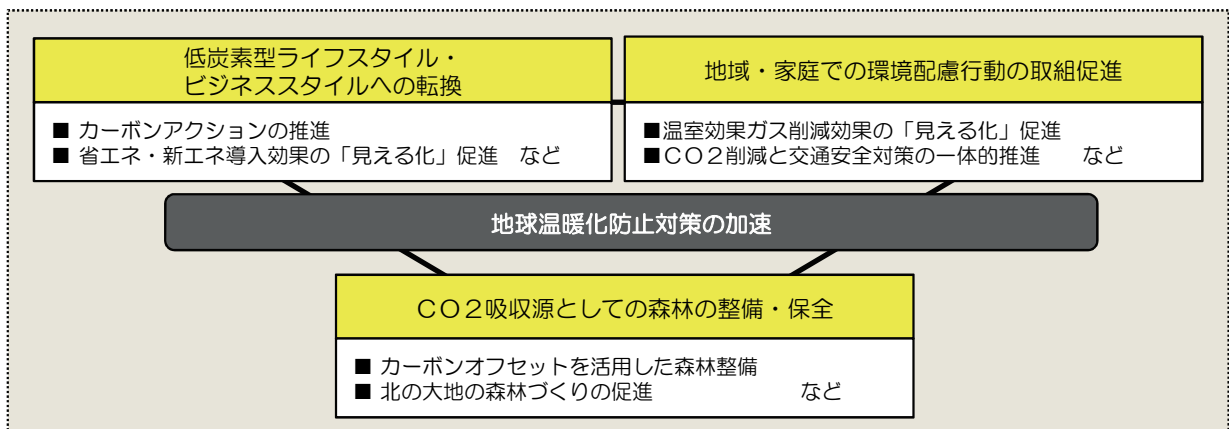 低炭素型ライフスタイル・
ビジネススタイルへの転換
■ カーボンアクションの推進
■ 省エネ・新エネ導入効果の「見える化」促進　など
地域・家庭での環境配慮行動の取組促進
■温室効果ガス削減効果の「見える化」促進
■ＣＯ２削減と交通安全対策の一体的推進　　など
地球温暖化防止対策の加速
ＣＯ２吸収源としての森林の整備・保全
■ カーボンオフセットを活用した森林整備
■ 北の大地の森林づくりの促進　　　　　　　など